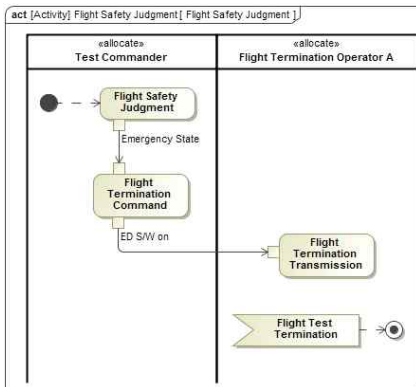 act [Activity] Flight Safety Judgment [ Flight Safety Judgment ]
«allocate»
Test Commander
«allocate»
Flight Termination Operator A
Flight Safety
Judgment
Emergency State
Flight
Termination
Command
ED S/W on
Flight
Termination
Transmission
Flight Test
Termination